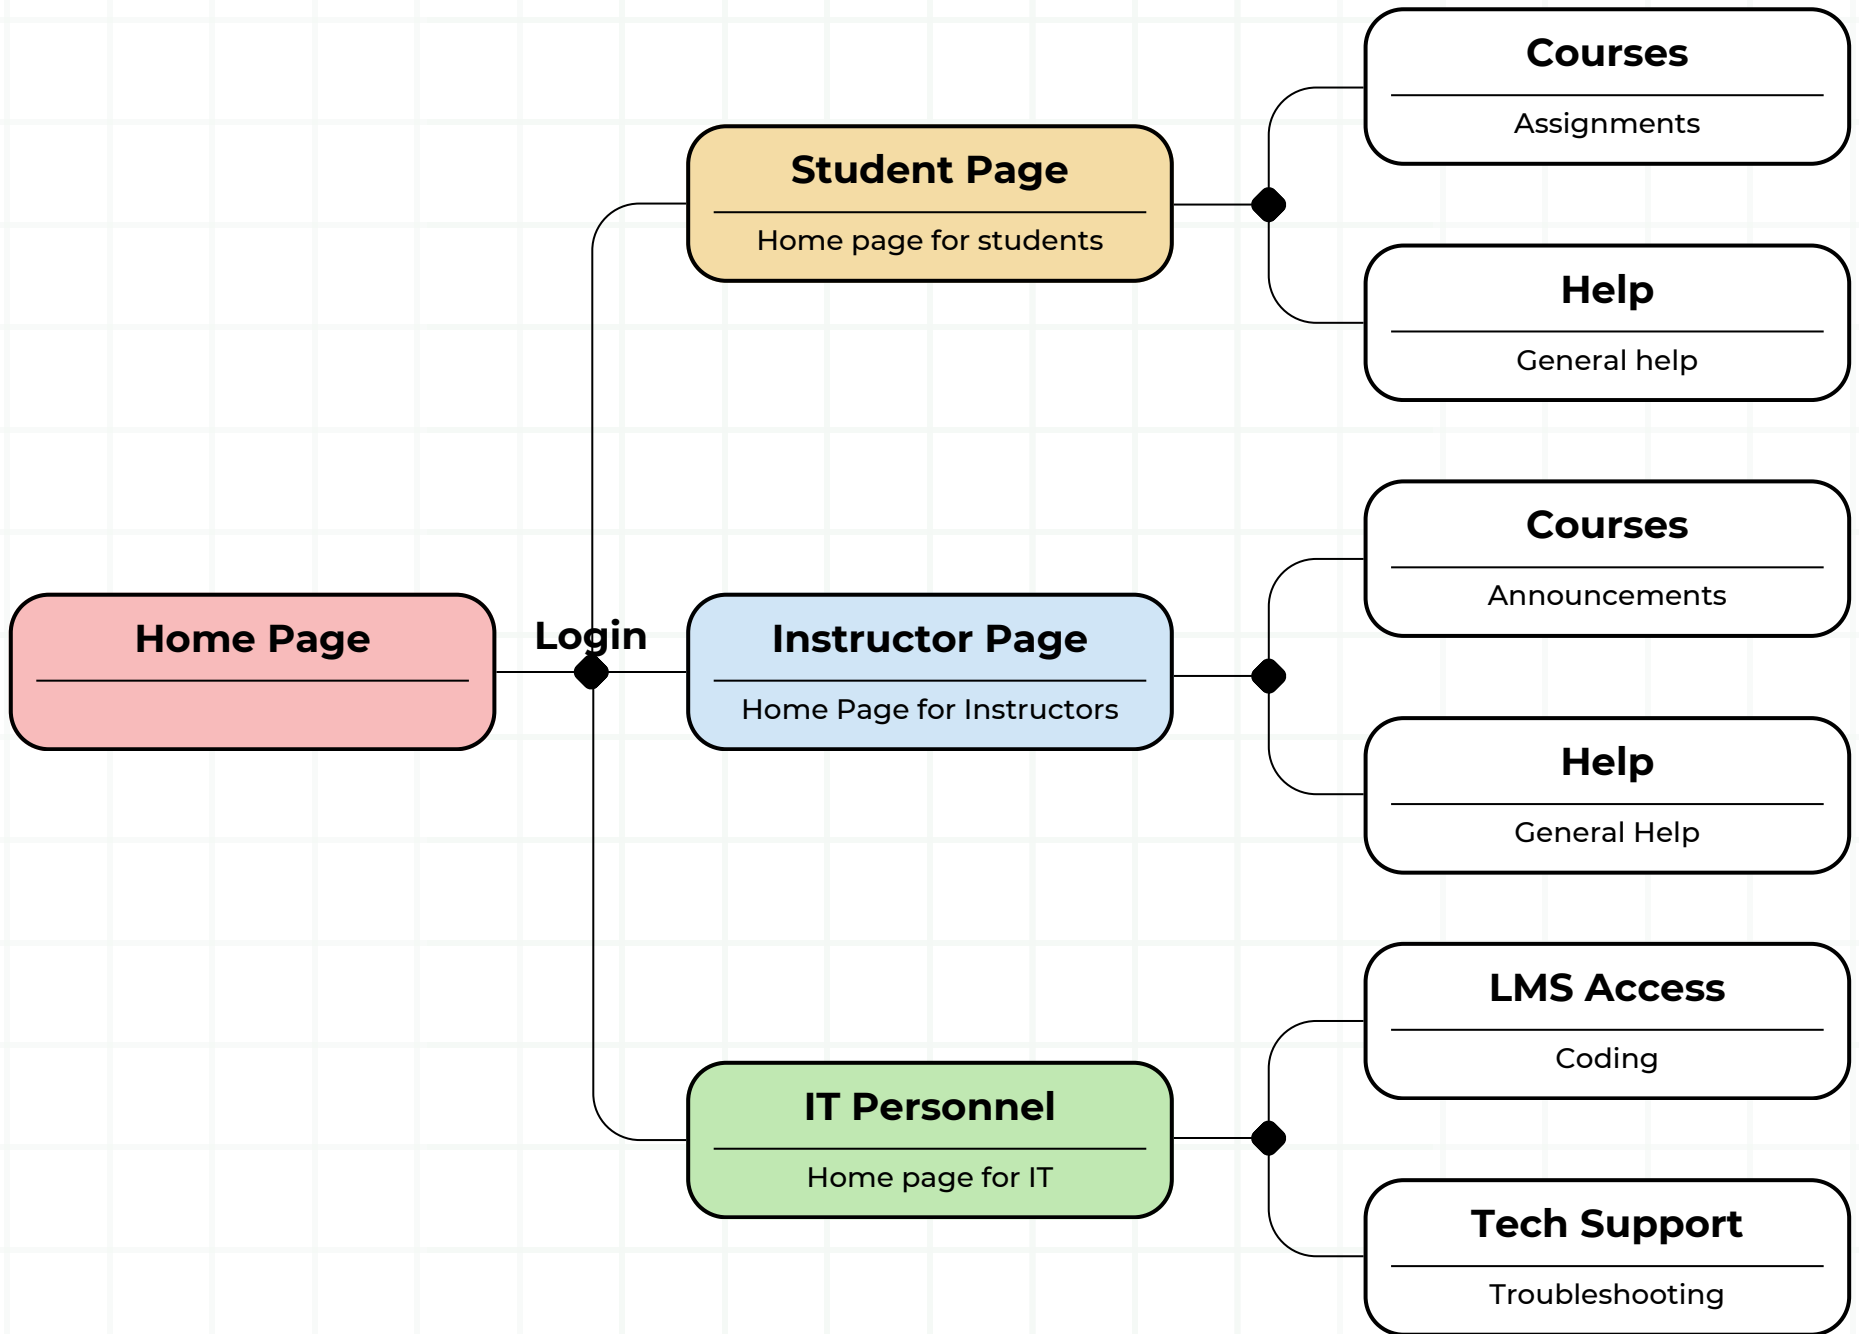 Home Page
Login
Student Page
Home page for students
Courses
Assignments
Help
General help
Instructor Page
Home Page for Instructors
Courses
Announcements
Help
General Help
IT Personnel
Home page for IT
LMS Access
Coding
Tech Support
Troubleshooting